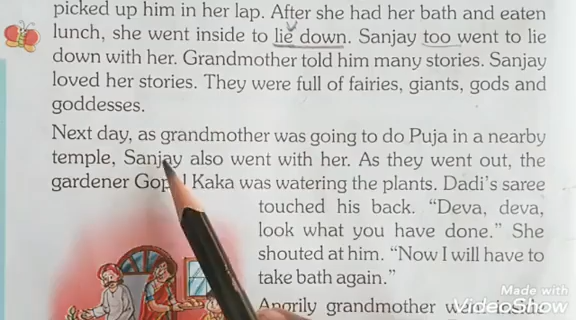 picked up him in her lap. After she had her bath and eaten
lunch, she went inside to lie down. Sanjay too went to lie
down with her. Grandmother told him many stories. Sanjay
loved her stories. They were full of fairies, giants, gods and
goddesses.
Next day, as grandmother was going to do Puja in a nearby
temple, Sanjay also went with her. As they went out, the
gardener Kaka was watering the plants. Dadi's saree
touched his back. "Deva, deva,
look what you have done." She
shouted at him. "Now I will have to
take bath again."
Angrily grandmother went inside
Made with
VideoShow